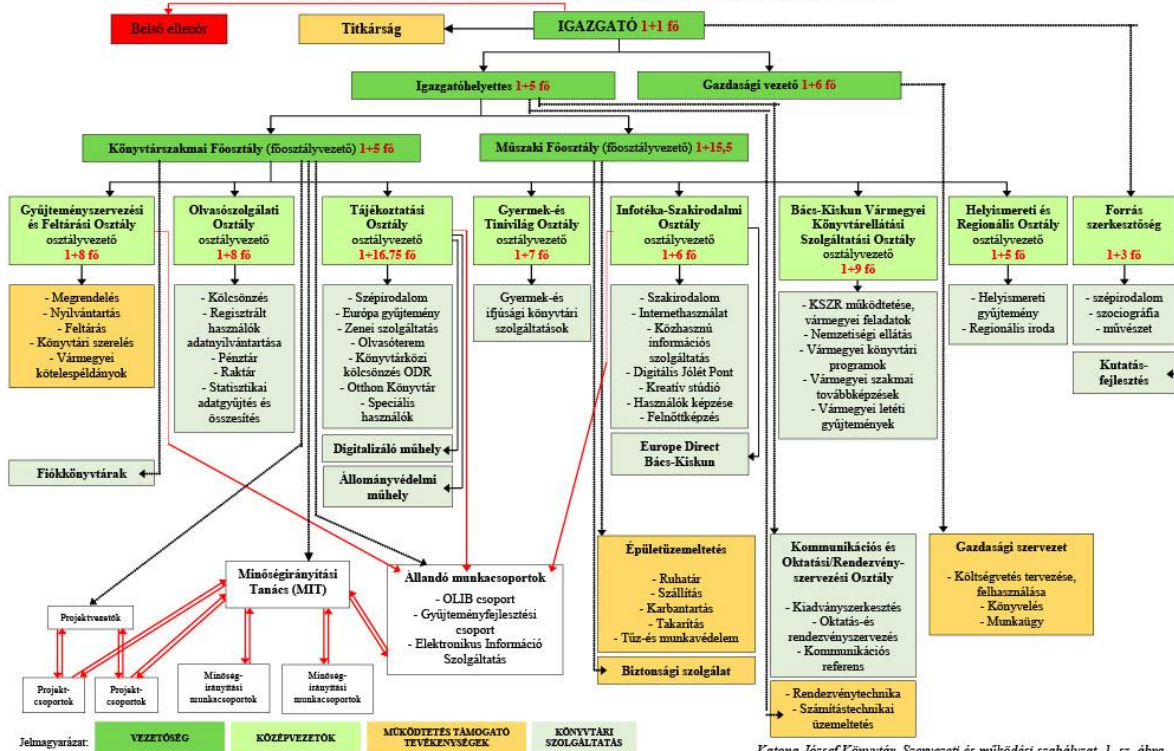 Belső ellenőr
Titkárság
IGAZGATÓ 1+1 fő
Igazgatóhelyettes 1+5 fő
Gazdasági vezető 1+6 fő
Könyvtárszakmai Főosztály (főosztályvezető) 1+5 fő
Műszaki Főosztály (főosztályvezető) 1+15,5
Gyűjteményszervezési
és Feltárási Osztály
osztályvezető
1+8 fő
Olvasószolgálati
Osztály
osztályvezető
1+8 fő
Tájékoztatási
Osztály
osztályvezető
1+16.75 fő
Gyermek-és
Tinivilág Osztály
osztályvezető
1+7 fő
Infotéka-Szakirodalmi
Osztály
osztályvezető
1+6 fő
Bács-Kiskun Vármegyei
Könyvtárellátási
Szolgáltatási Osztály
osztályvezető
1+9 fő
Helyismereti és
Regionális Osztály
osztályvezető
1+5 fő
Forrás
szerkesztőség
1+3 fő
- Megrendelés
- Nyilvántartás
- Feltárás
- Könyvtári szerelés
- Vármegyei
kötelespéldányok
- Kölcsönzés
- Regisztrált
használók
adatnyilvántartása
- Pénztár
- Raktár
- Statisztikai
adatgyűjtés és
összesítés
- Szépirodalom
- Európa gyűjtemény
- Zenei szolgáltatás
- Olvasóterem
- Könyvtárközi
kölcsönzés ODR
- Otthon Könyvtár
- Speciális
használók
Gyermek-és
ifjúsági könyvtári
szolgáltatások
- Szakirodalom
- Internethasználat
- Közhasznú
információs
szolgáltatás
- Digitális Jólét Pont
- Kreatív stúdió
- Használók képzése
- Felnőttképzés
- KSZR működtetése,
vármegyei feladatok
- Nemzetiségi ellátás
- Vármegyei könyvtári
programok
- Vármegyei szakmai
továbbképzések
- Vármegyei letéti
gyűjtemények
- Helyismereti
gyűjtemény
- Regionális iroda
- szépirodalom
- szociográfia
- művészet
Kutatás-
fejlesztés
Fiókkönyvtárak
Digitalizáló műhely
Állományvédelmi
műhely
Europe Direct
Bács-Kiskun
Minőségirányítási
Tanács (MIT)
Állandó munkacsoportok
- OLIB csoport
- Gyűjteményfejlesztési
csoport
- Elektronikus Információ
Szolgáltatás
Épületüzemeltetés
- Ruhatár
- Szállítás
- Karbantartás
- Takarítás
- Tűz-és munkavédelem
Biztonsági szolgálat
Kommunikációs és
Oktatási/Rendezvény-
szervezési Osztály
- Kiadványszerkesztés
- Oktatás-és
rendezvényszervezés
- Kommunikációs
referens
- Rendezvénytechnika
- Számítástechnikai
üzemeltetés
Gazdasági szervezet
- Költségvetés tervezése,
felhasználása
- Könyvelés
- Munkaügy
Projektvezetők
Projekt-
csoportok
Projekt-
csoportok
Minőség-
irányítási
munkacsoportok
Minőség-
irányítási
munkacsoportok
Jelmagyarázat:
VEZETŐSÉG
KÖZÉPVEZETŐK
MŰKÖDTETÉS TÁMOGATÓ
TEVÉKENYSÉGEK
KÖNYVTÁRI
SZOLGÁLTATÁS